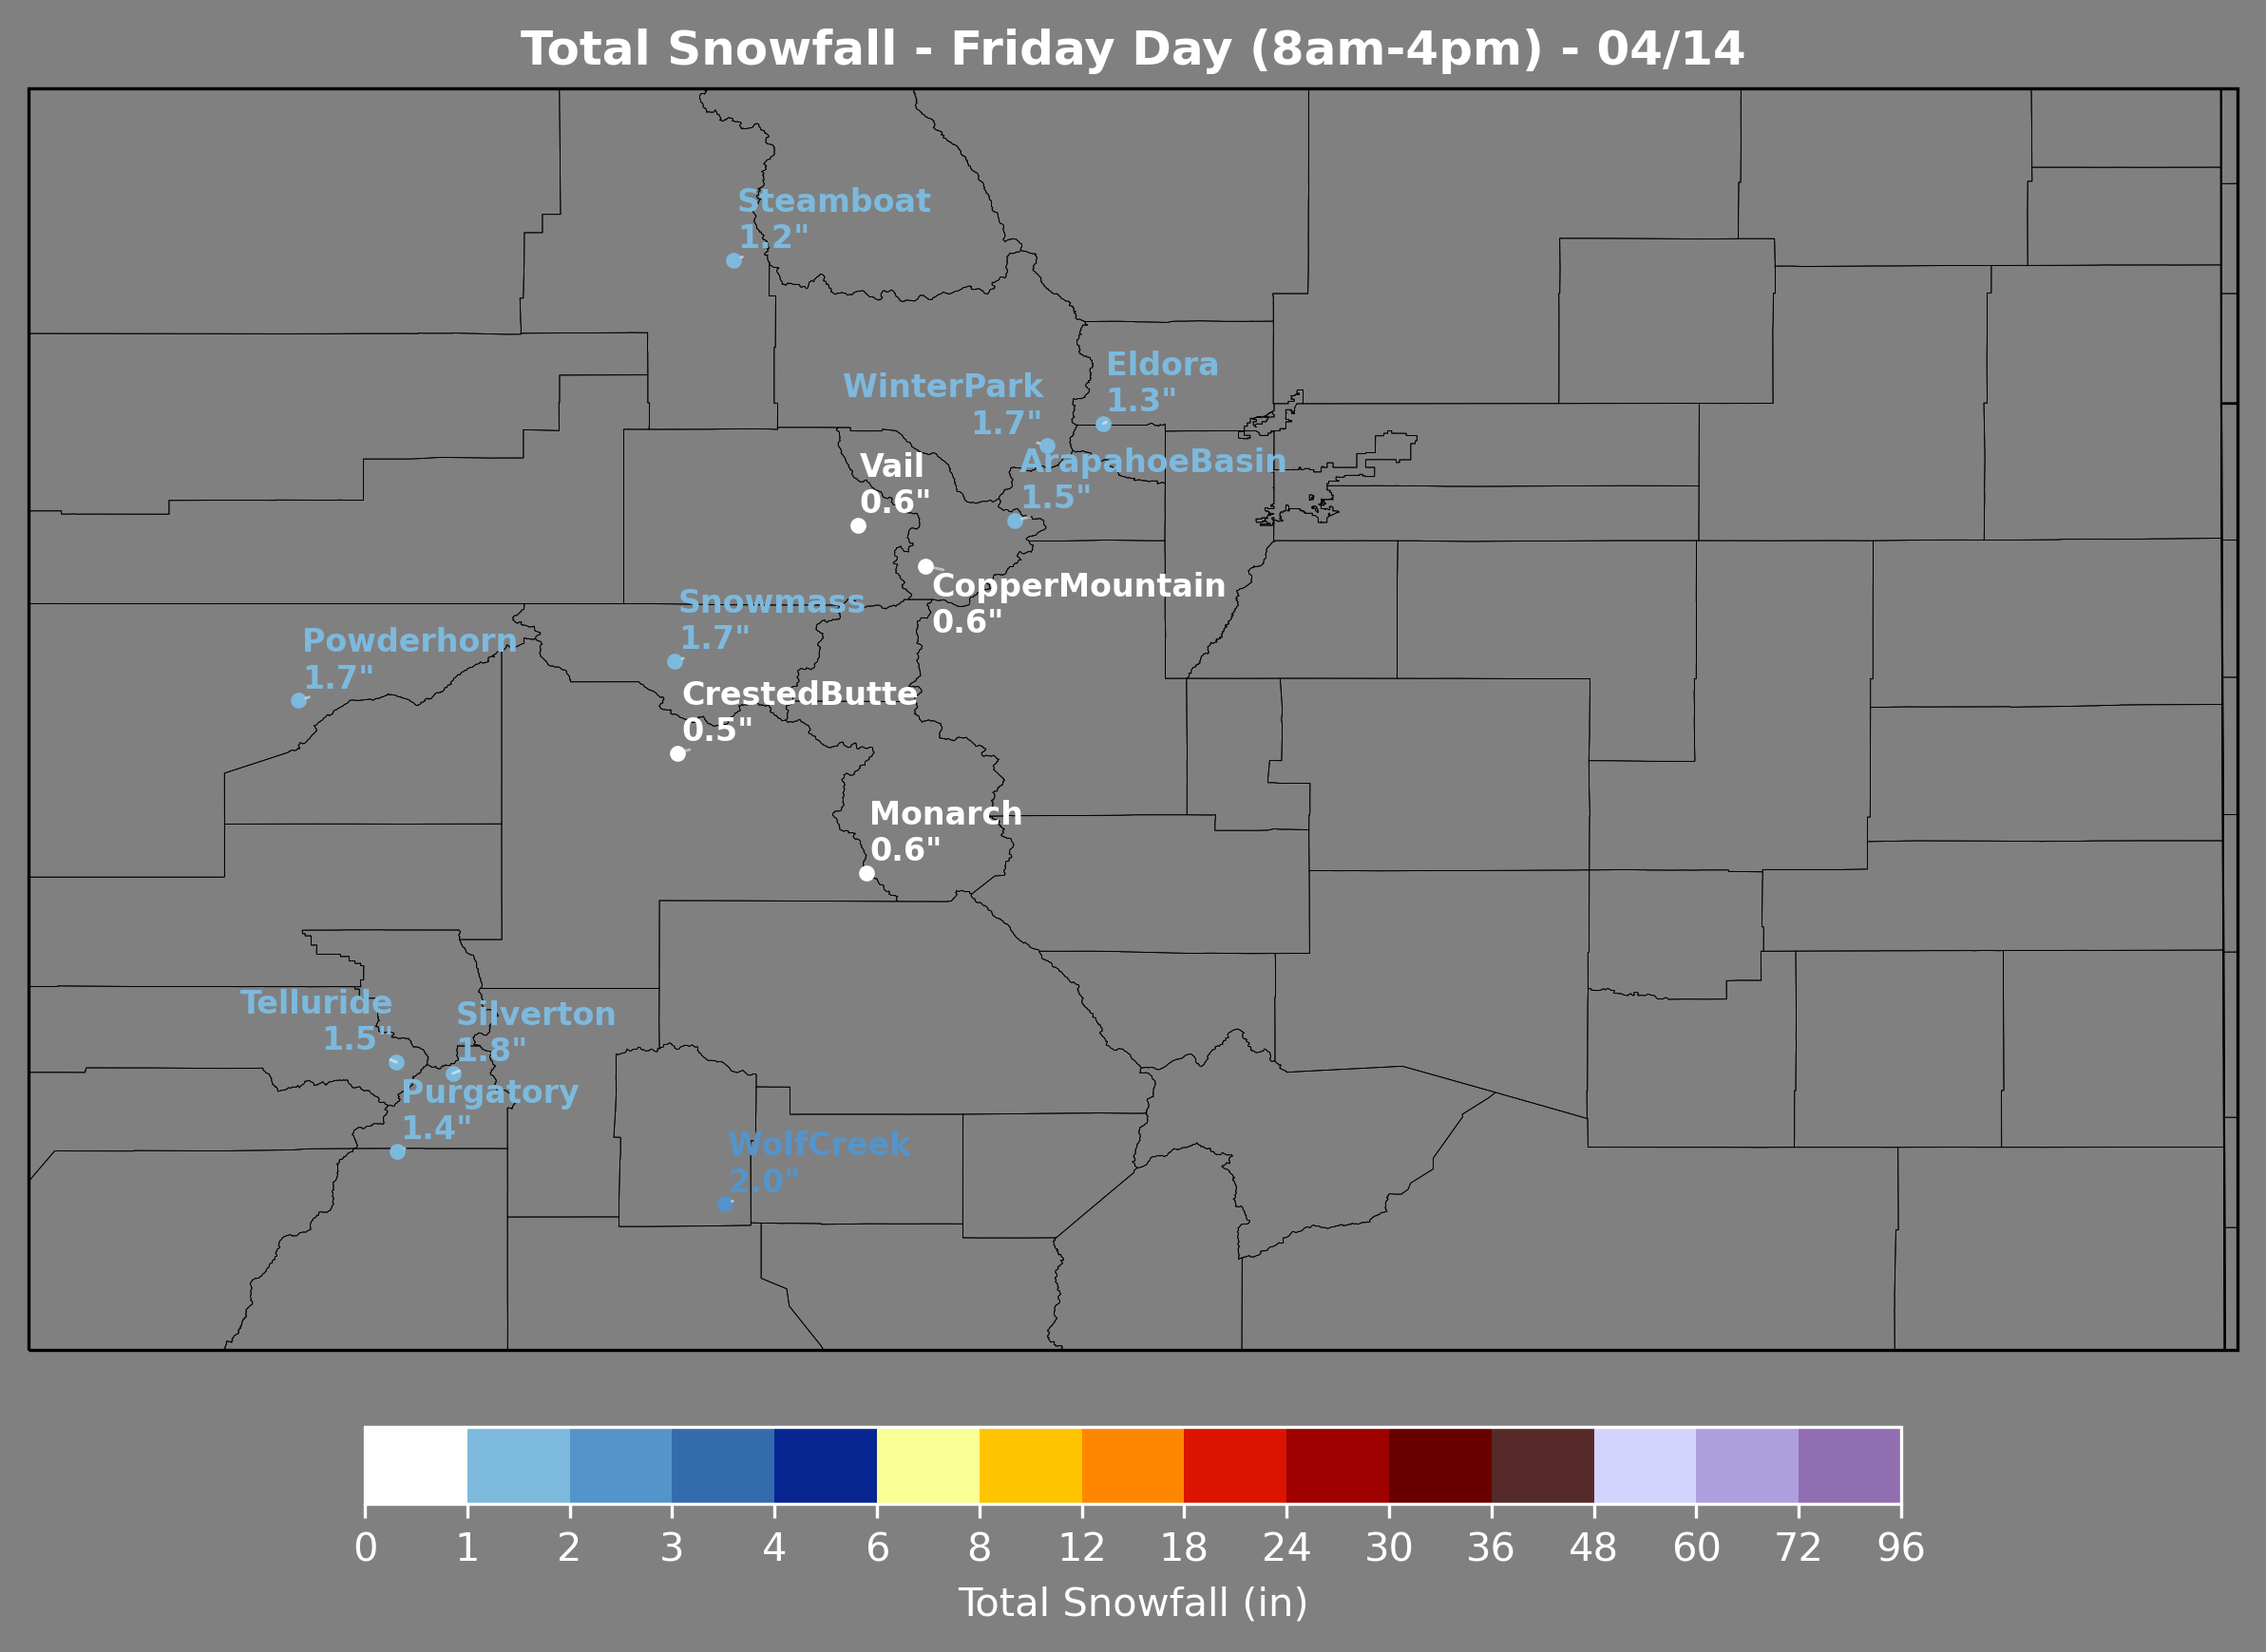 Total Snowfall - Friday Day (8am-4pm) - 04/14
Steamboat
1.2"
Eldora
1.3"
WinterPark
1.7"
ArapahoeBasin
1.5"
Vail
0.6"
CopperMountain
0.6"
Snowmass
1.7"
Powderhorn
1.7"
CrestedButte
0.5"
Monarch
0.6"
Telluride
1.5"
Silverton
1.8"
Purgatory
1.4"
WolfCreek
2.0"
0 1 2 3 4 6 8 12 18 24 30 36 48 60 72 96
Total Snowfall (in)